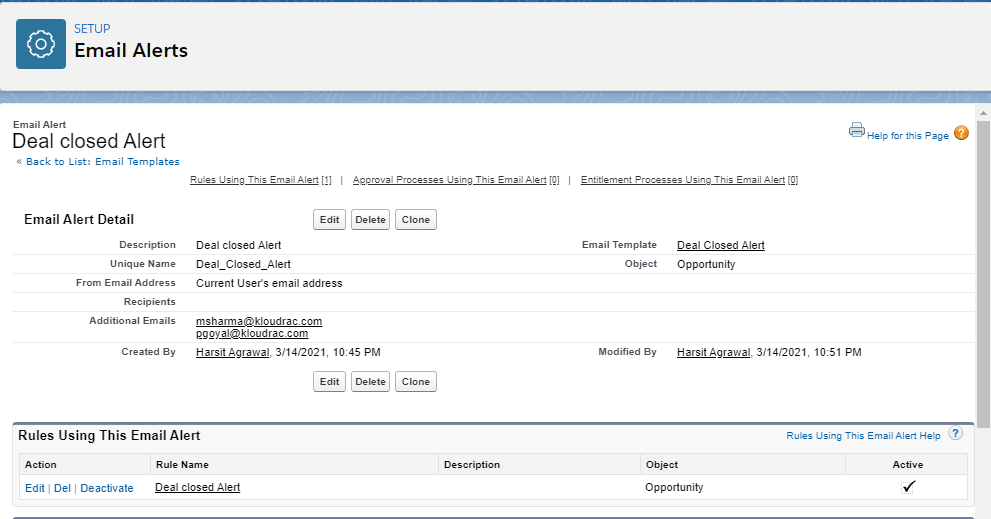 SETUP
Email Alerts
Email Alert
Deal closed Alert
Help for this Page ?
« Back to List: Email Templates
Rules Using This Email Alert [1] | Approval Processes Using This Email Alert [0] | Entitlement Processes Using This Email Alert [0]
Email Alert Detail Edit Delete Clone
Description Deal closed Alert Email Template Deal Closed Alert
Unique Name Deal_Closed_Alert Object Opportunity
From Email Address Current User's email address
Recipients
Additional Emails msharma@kloudrac.com
pgoyal@kloudrac.com
Created By Harsit Agrawal, 3/14/2021, 10:45 PM Modified By Harsit Agrawal, 3/14/2021, 10:51 PM
Edit Delete Clone
Rules Using This Email Alert Rules Using This Email Alert Help ?
Action Rule Name Description Object Active
Edit | Del | Deactivate Deal closed Alert Opportunity